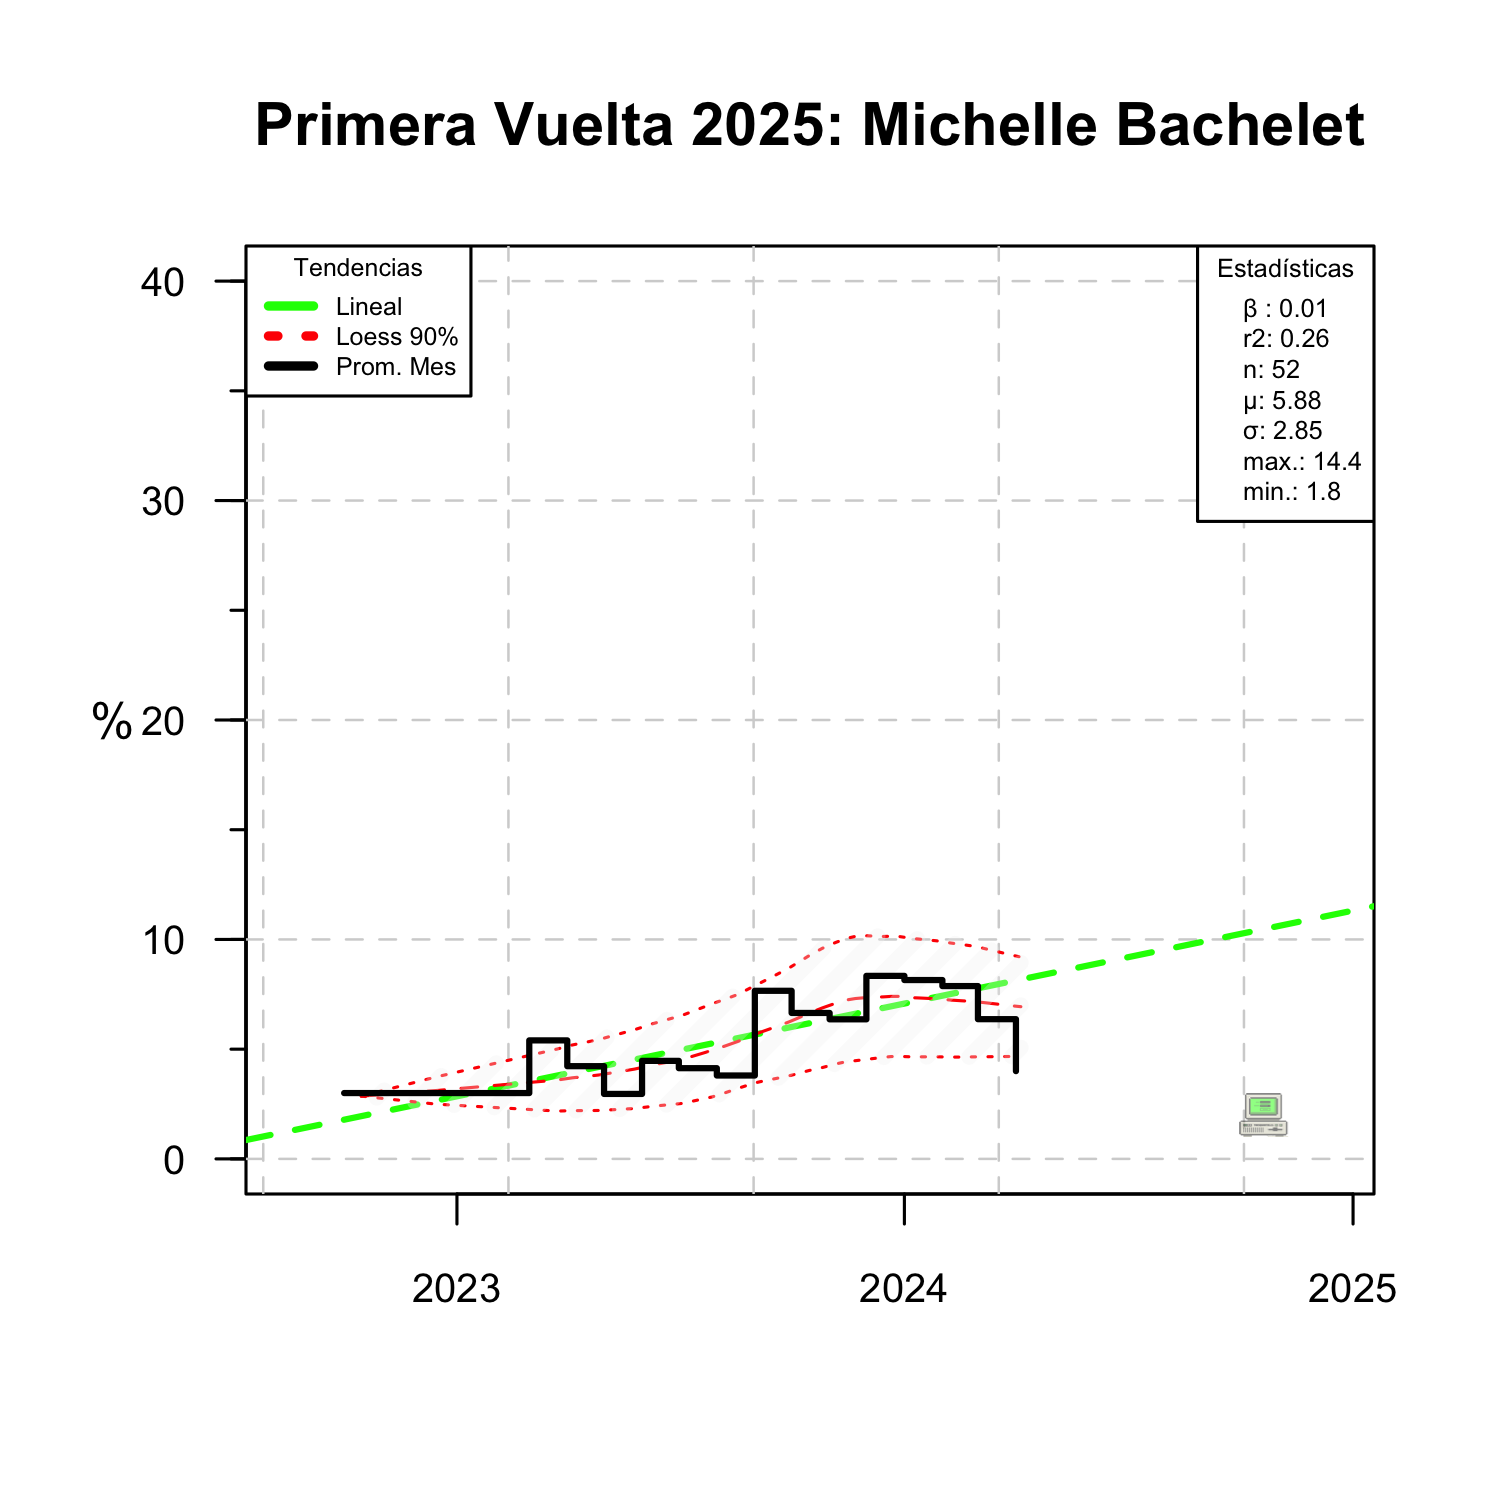 Primera Vuelta 2025: Michelle Bachelet
Tendencias
Lineal
Loess 90%
Prom. Mes
Estadísticas
β : 0.01
r2: 0.26
n: 52
μ: 5.88
σ: 2.85
max.: 14.4
min.: 1.8
40
30
% 20
10
0
2023 2024 2025